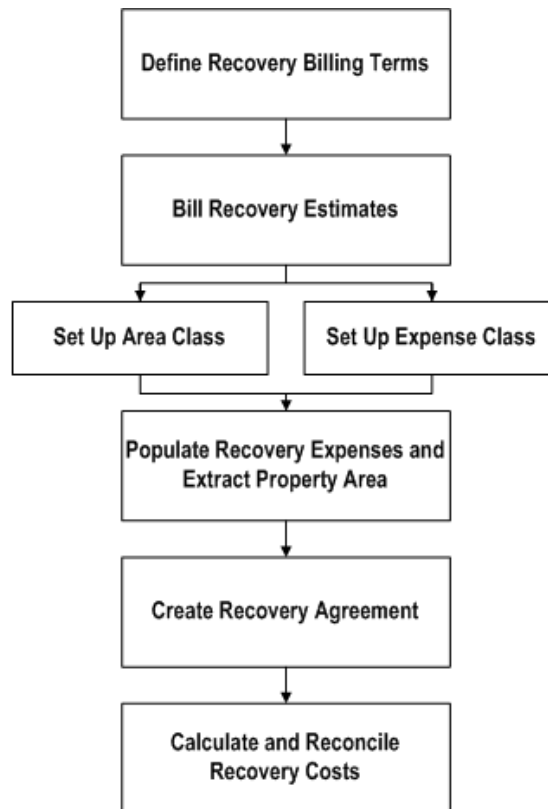 Define Recovery Billing Terms
Bill Recovery Estimates
Set Up Area Class
Set Up Expense Class
Populate Recovery Expenses and
Extract Property Area
Create Recovery Agreement
Calculate and Reconcile
Recovery Costs